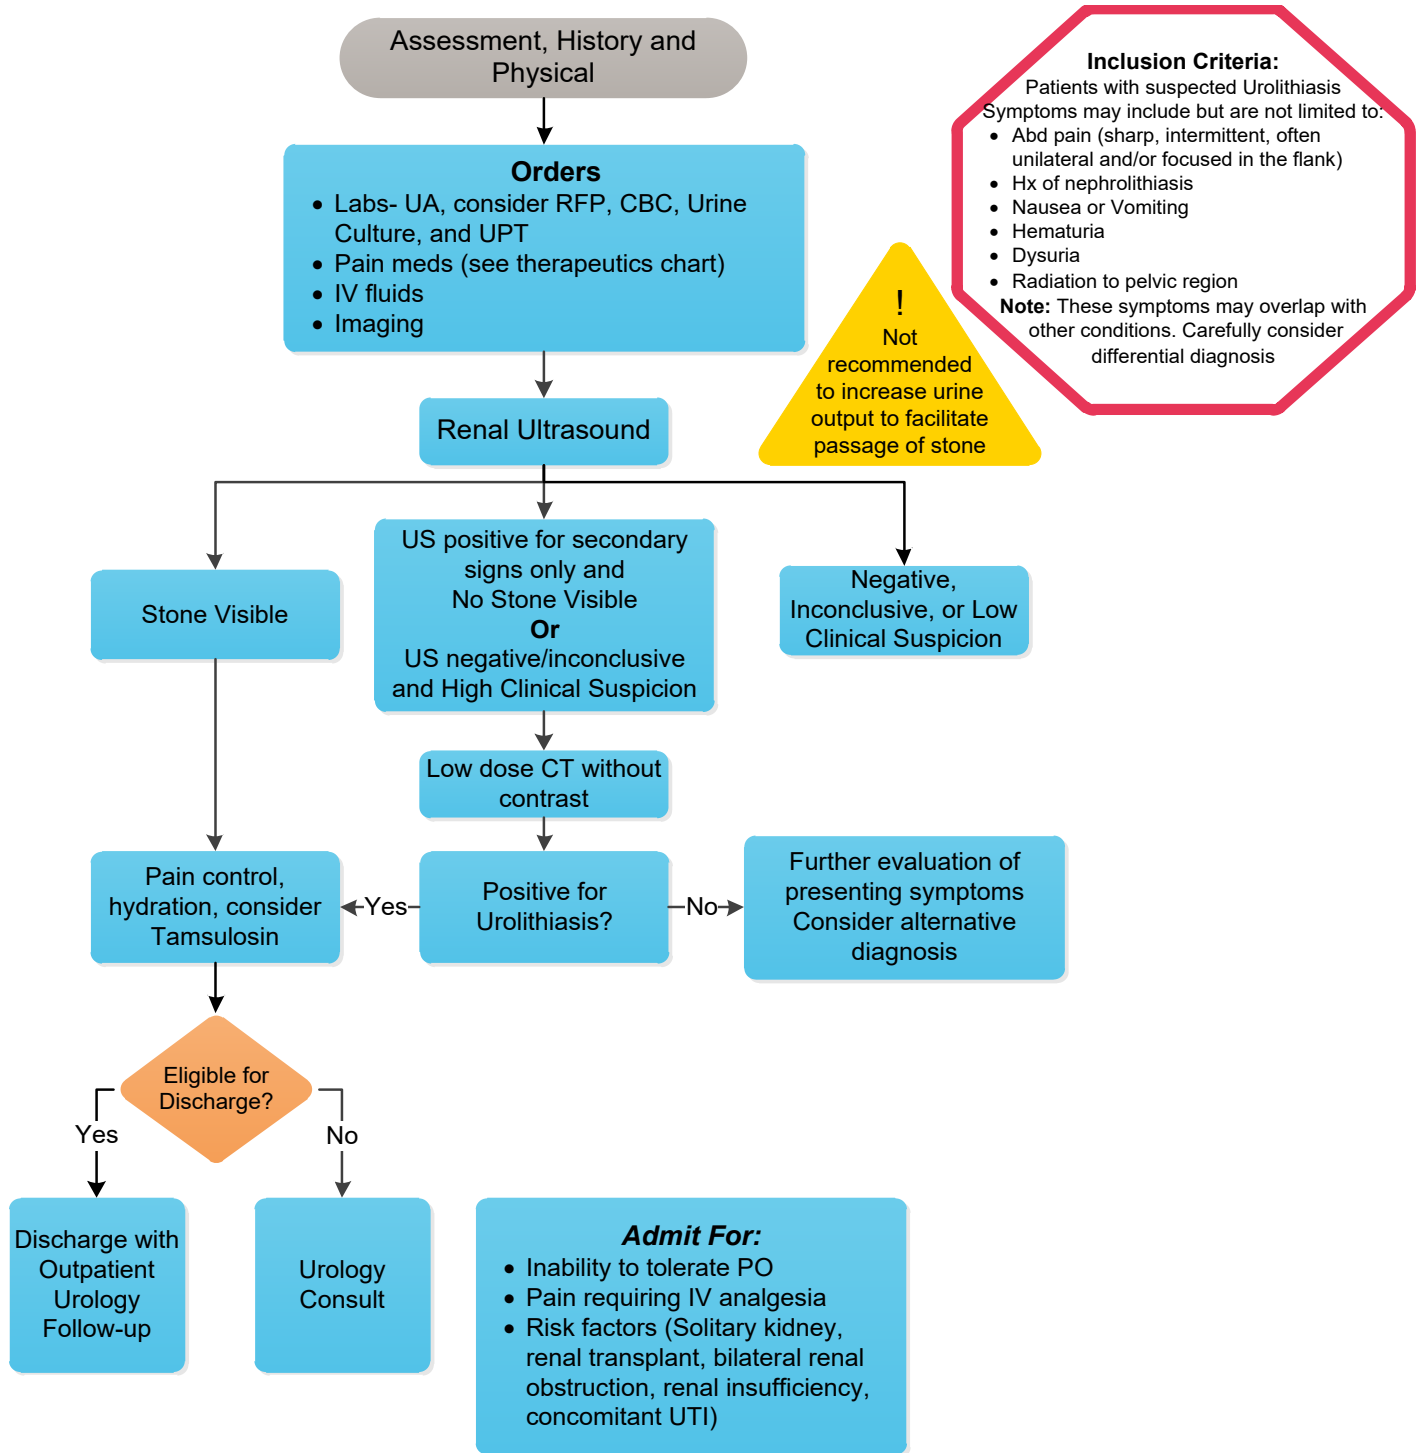 Assessment, History and
Physical
Inclusion Criteria:
Patients with suspected Urolithiasis
Symptoms may include but are not limited to:
• Abd pain (sharp, intermittent, often
unilateral and/or focused in the flank)
• Hx of nephrolithiasis
• Nausea or Vomiting
• Hematuria
• Dysuria
• Radiation to pelvic region
Note: These symptoms may overlap with
other conditions. Carefully consider
differential diagnosis
Orders
• Labs- UA, consider RFP, CBC, Urine
Culture, and UPT
• Pain meds (see therapeutics chart)
• IV fluids
• Imaging
!
Not
recommended
to increase urine
output to facilitate
passage of stone
Renal Ultrasound
Stone Visible
US positive for secondary
signs only and
No Stone Visible
Or
US negative/inconclusive
and High Clinical Suspicion
Negative,
Inconclusive, or Low
Clinical Suspicion
Low dose CT without
contrast
Pain control,
hydration, consider
Tamsulosin
Yes
Positive for
Urolithiasis?
No
Further evaluation of
presenting symptoms
Consider alternative
diagnosis
Eligible for
Discharge?
Yes
No
Discharge with
Outpatient
Urology
Follow-up
Urology
Consult
Admit For:
• Inability to tolerate PO
• Pain requiring IV analgesia
• Risk factors (Solitary kidney,
renal transplant, bilateral renal
obstruction, renal insufficiency,
concomitant UTI)